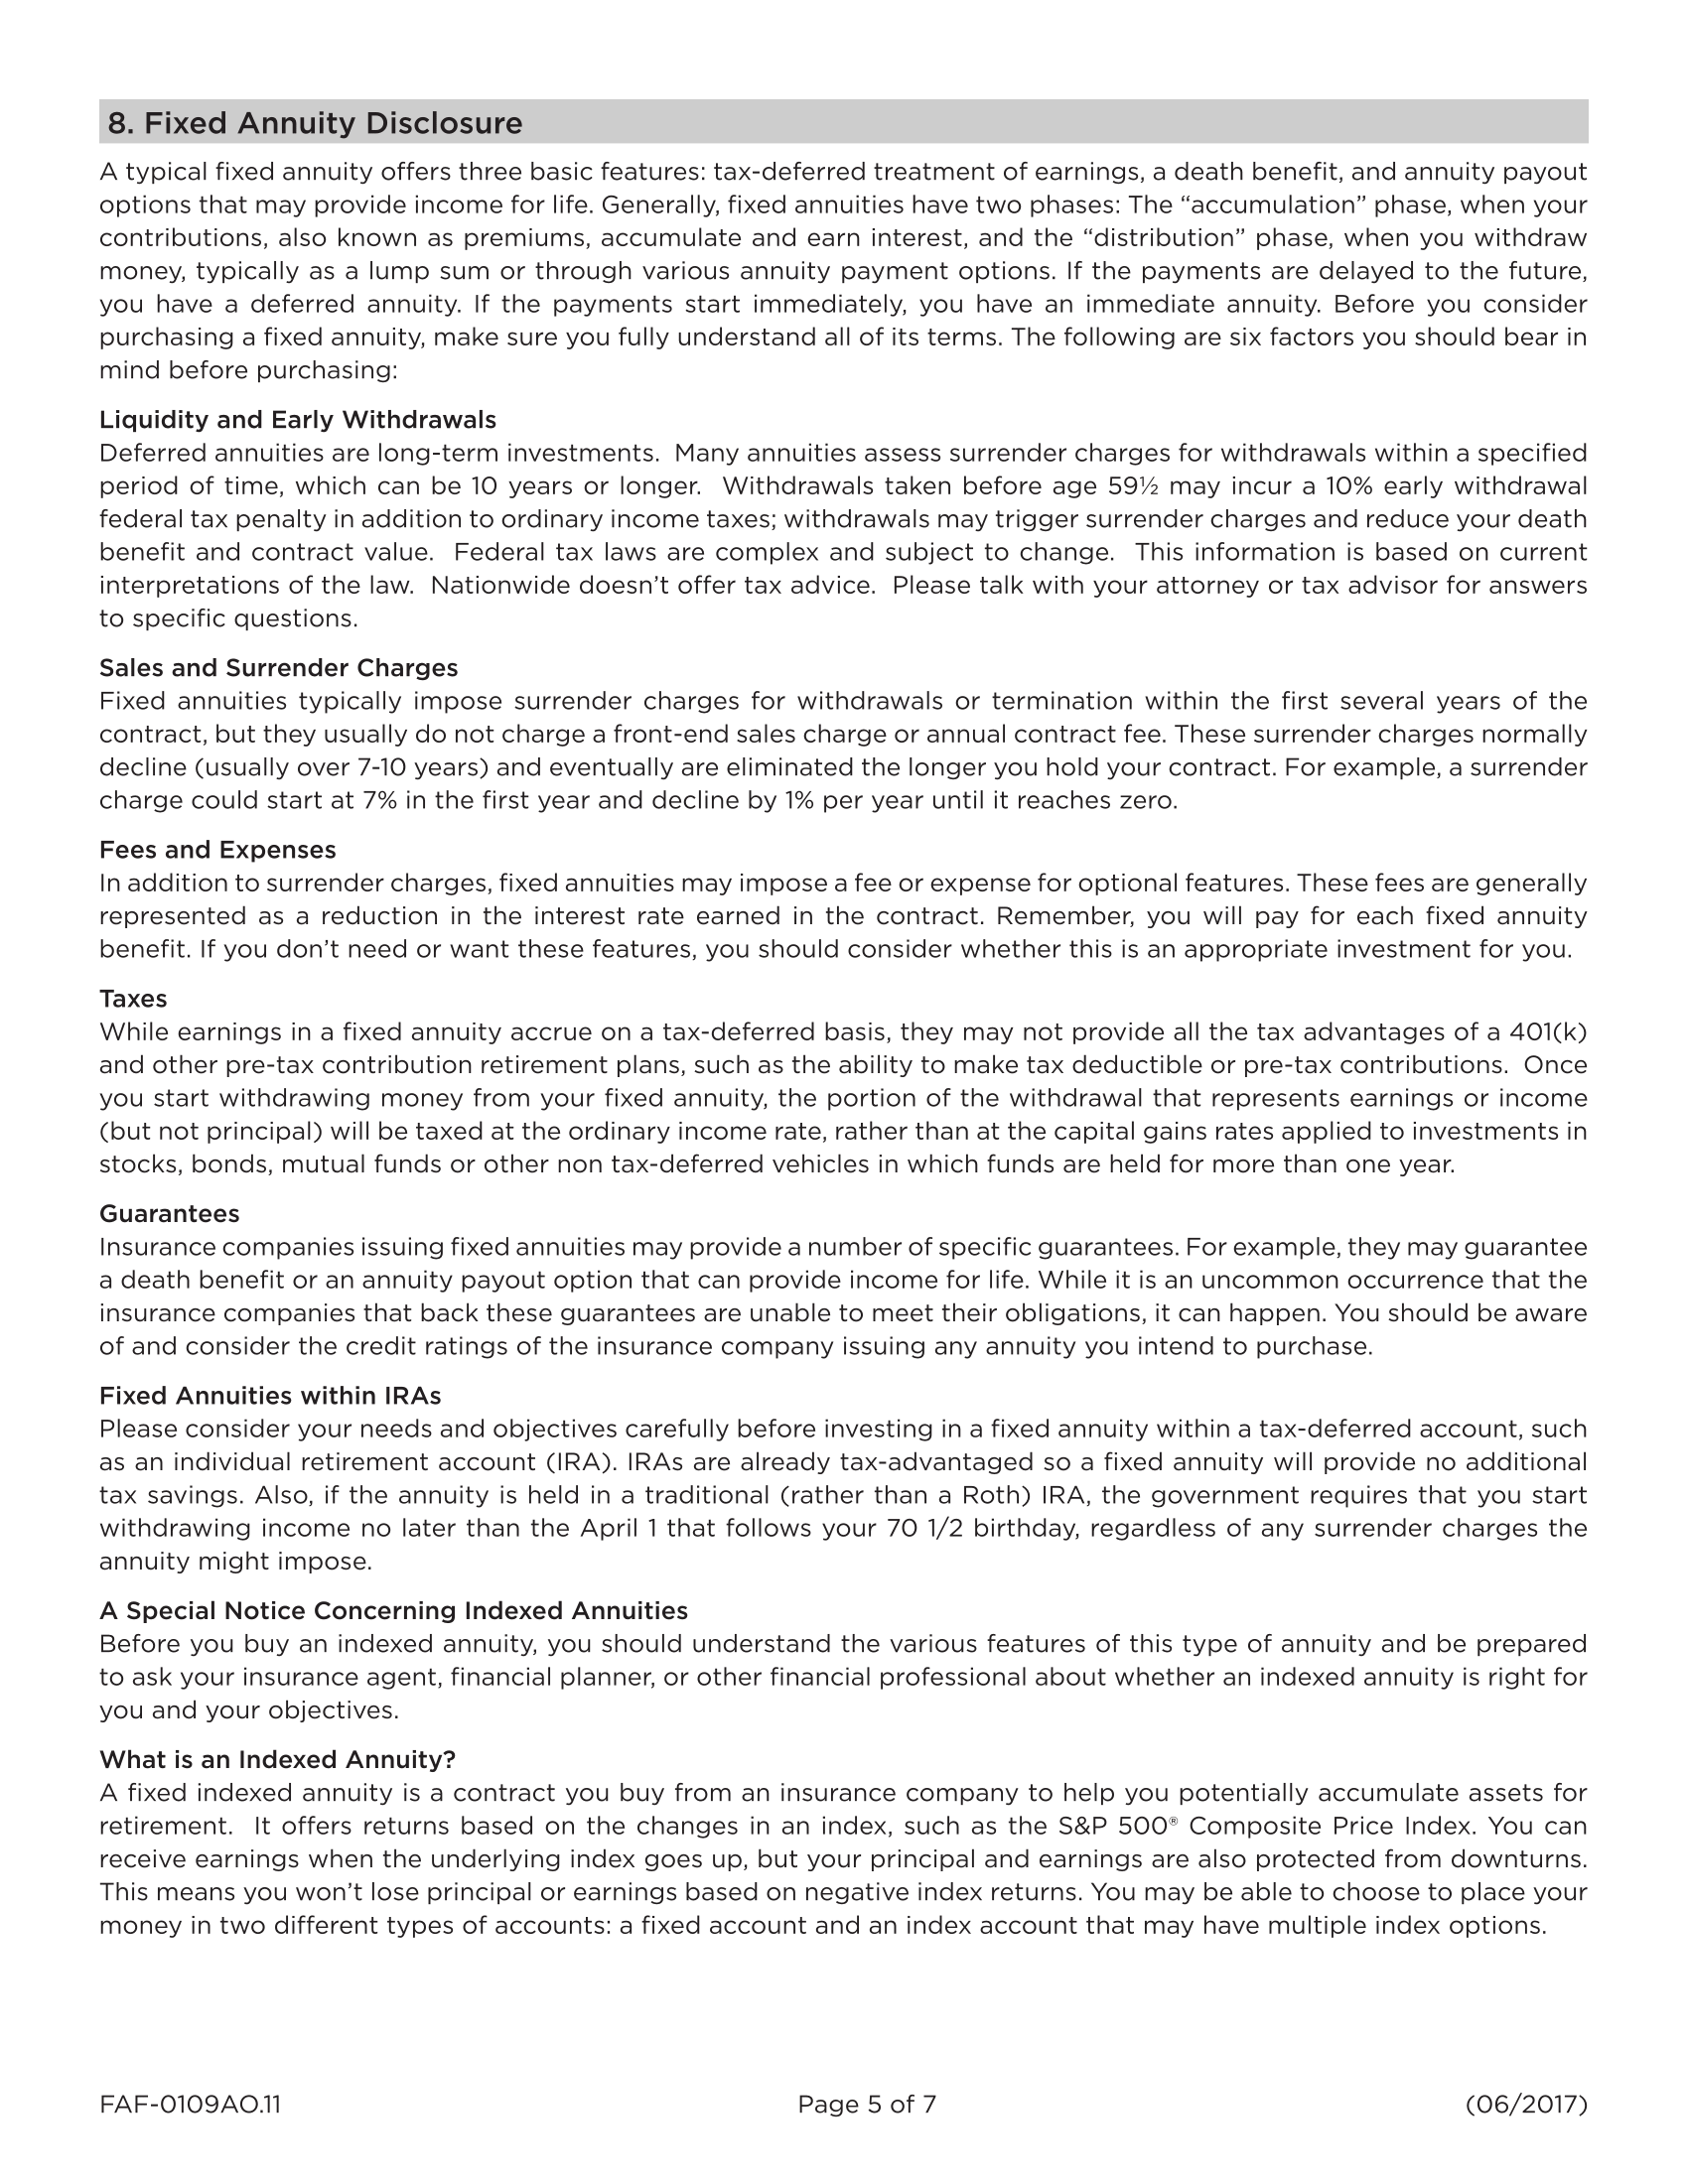 8. Fixed Annuity Disclosure
A typical fixed annuity offers three basic features: tax-deferred treatment of earnings, a death benefit, and annuity payout
options that may provide income for life. Generally, fixed annuities have two phases: The “accumulation” phase, when your
contributions, also known as premiums, accumulate and earn interest, and the “distribution” phase, when you withdraw
money, typically as a lump sum or through various annuity payment options. If the payments are delayed to the future,
you have a deferred annuity. If the payments start immediately, you have an immediate annuity. Before you consider
purchasing a fixed annuity, make sure you fully understand all of its terms. The following are six factors you should bear in
mind before purchasing:
Liquidity and Early Withdrawals
Deferred annuities are long-term investments.  Many annuities assess surrender charges for withdrawals within a specified
period of time, which can be 10 years or longer.  Withdrawals taken before age 59½ may incur a 10% early withdrawal
federal tax penalty in addition to ordinary income taxes; withdrawals may trigger surrender charges and reduce your death
benefit and contract value.  Federal tax laws are complex and subject to change.  This information is based on current
interpretations of the law.  Nationwide doesn’t offer tax advice.  Please talk with your attorney or tax advisor for answers
to specific questions.
Sales and Surrender Charges
Fixed annuities typically impose surrender charges for withdrawals or termination within the first several years of the
contract, but they usually do not charge a front-end sales charge or annual contract fee. These surrender charges normally
decline (usually over 7-10 years) and eventually are eliminated the longer you hold your contract. For example, a surrender
charge could start at 7% in the first year and decline by 1% per year until it reaches zero.
Fees and Expenses
In addition to surrender charges, fixed annuities may impose a fee or expense for optional features. These fees are generally
represented as a reduction in the interest rate earned in the contract. Remember, you will pay for each fixed annuity
benefit. If you don’t need or want these features, you should consider whether this is an appropriate investment for you.
Taxes
While earnings in a fixed annuity accrue on a tax-deferred basis, they may not provide all the tax advantages of a 401(k)
and other pre-tax contribution retirement plans, such as the ability to make tax deductible or pre-tax contributions.  Once
you start withdrawing money from your fixed annuity, the portion of the withdrawal that represents earnings or income
(but not principal) will be taxed at the ordinary income rate, rather than at the capital gains rates applied to investments in
stocks, bonds, mutual funds or other non tax-deferred vehicles in which funds are held for more than one year.
Guarantees
Insurance companies issuing fixed annuities may provide a number of specific guarantees. For example, they may guarantee
a death benefit or an annuity payout option that can provide income for life. While it is an uncommon occurrence that the
insurance companies that back these guarantees are unable to meet their obligations, it can happen. You should be aware
of and consider the credit ratings of the insurance company issuing any annuity you intend to purchase.
Fixed Annuities within IRAs
Please consider your needs and objectives carefully before investing in a fixed annuity within a tax-deferred account, such
as an individual retirement account (IRA). IRAs are already tax-advantaged so a fixed annuity will provide no additional
tax savings. Also, if the annuity is held in a traditional (rather than a Roth) IRA, the government requires that you start
withdrawing income no later than the April 1 that follows your 70 1/2 birthday, regardless of any surrender charges the
annuity might impose.
A Special Notice Concerning Indexed Annuities
Before you buy an indexed annuity, you should understand the various features of this type of annuity and be prepared
to ask your insurance agent, financial planner, or other financial professional about whether an indexed annuity is right for
you and your objectives.
What is an Indexed Annuity?
A fixed indexed annuity is a contract you buy from an insurance company to help you potentially accumulate assets for
retirement.  It offers returns based on the changes in an index, such as the S&P 500® Composite Price Index. You can
receive earnings when the underlying index goes up, but your principal and earnings are also protected from downturns.
This means you won’t lose principal or earnings based on negative index returns. You may be able to choose to place your
money in two different types of accounts: a fixed account and an index account that may have multiple index options.
FAF-0109AO.11
Page 5 of 7
(06/2017)